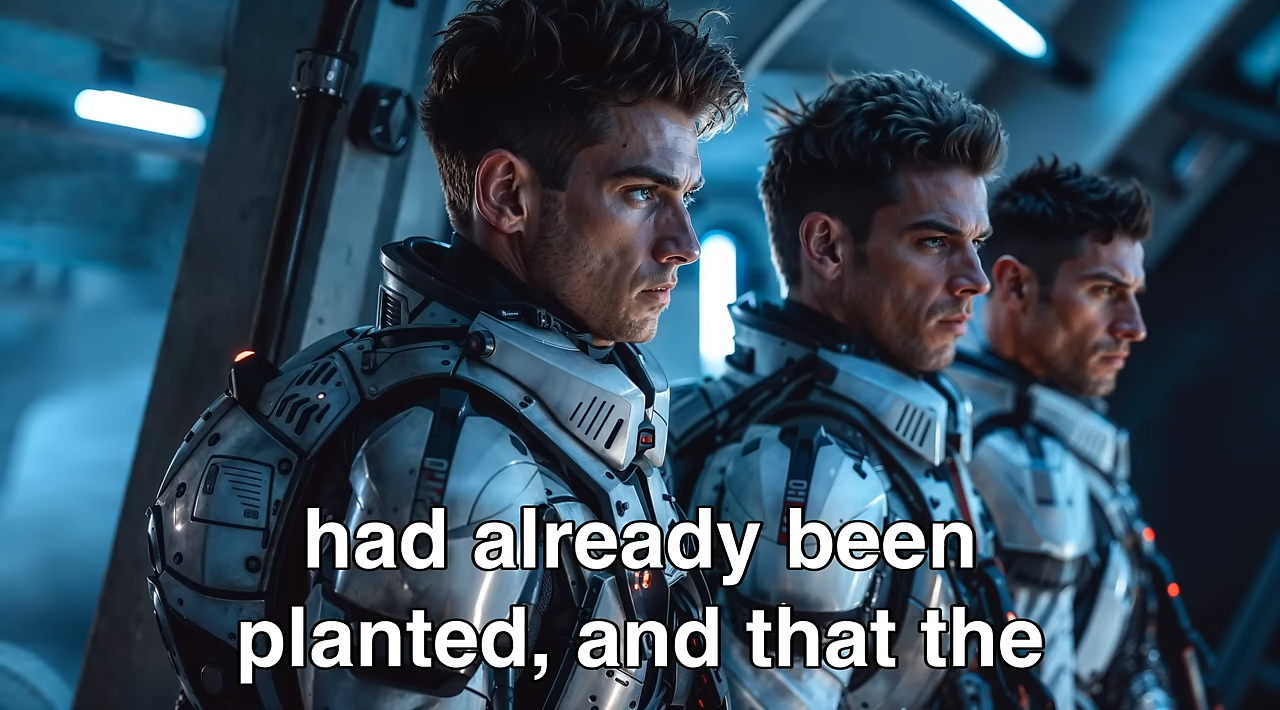 had already been
planted, and that the